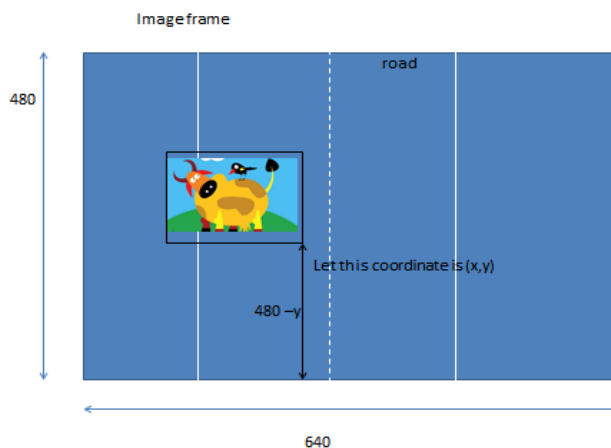 Image frame
road
480
Let this coordinate is (x,y)
480 –y
640